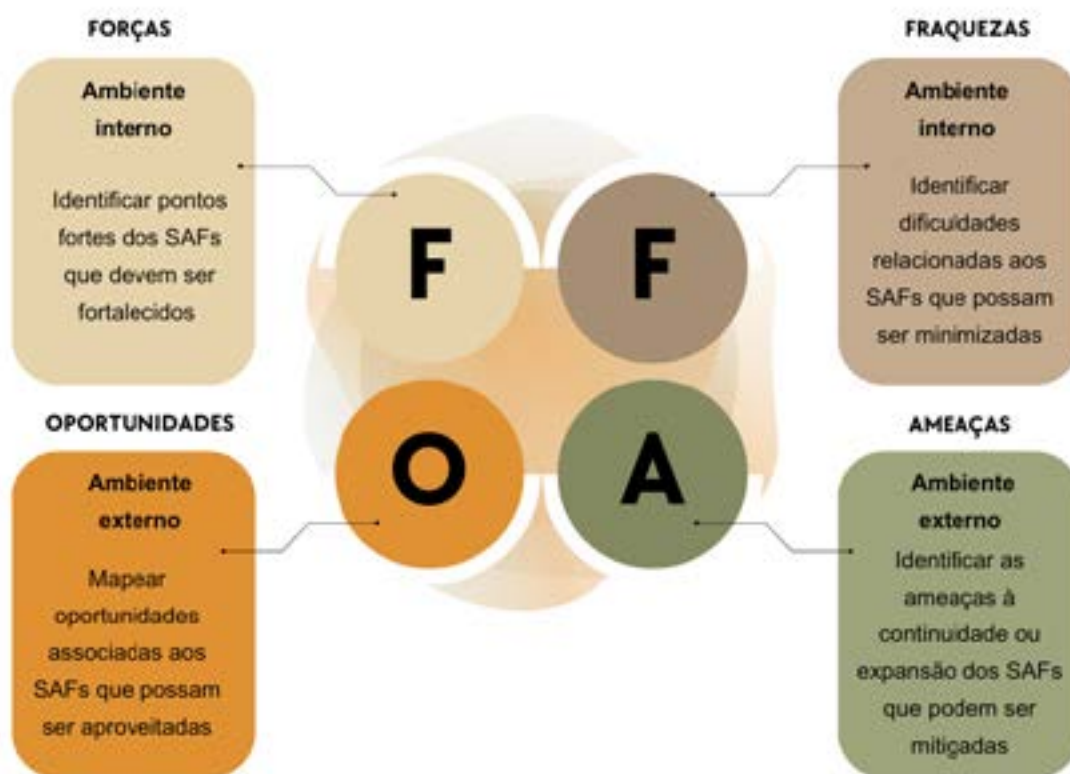 FORÇAS
Ambiente
interno
Identificar pontos
fortes dos SAFs
que devem ser
fortalecidos
F
FRAQUEZAS
Ambiente
interno
Identificar
dificuldades
relacionadas aos
SAFs que possam
ser minimizadas
F
OPORTUNIDADES
Ambiente
externo
Mapear
oportunidades
associadas aos
SAFs que possam
ser aproveitadas
O
AMEAÇAS
Ambiente
externo
Identificar as
ameaças à
continuidade ou
expansão dos SAFs
que podem ser
mitigadas
A